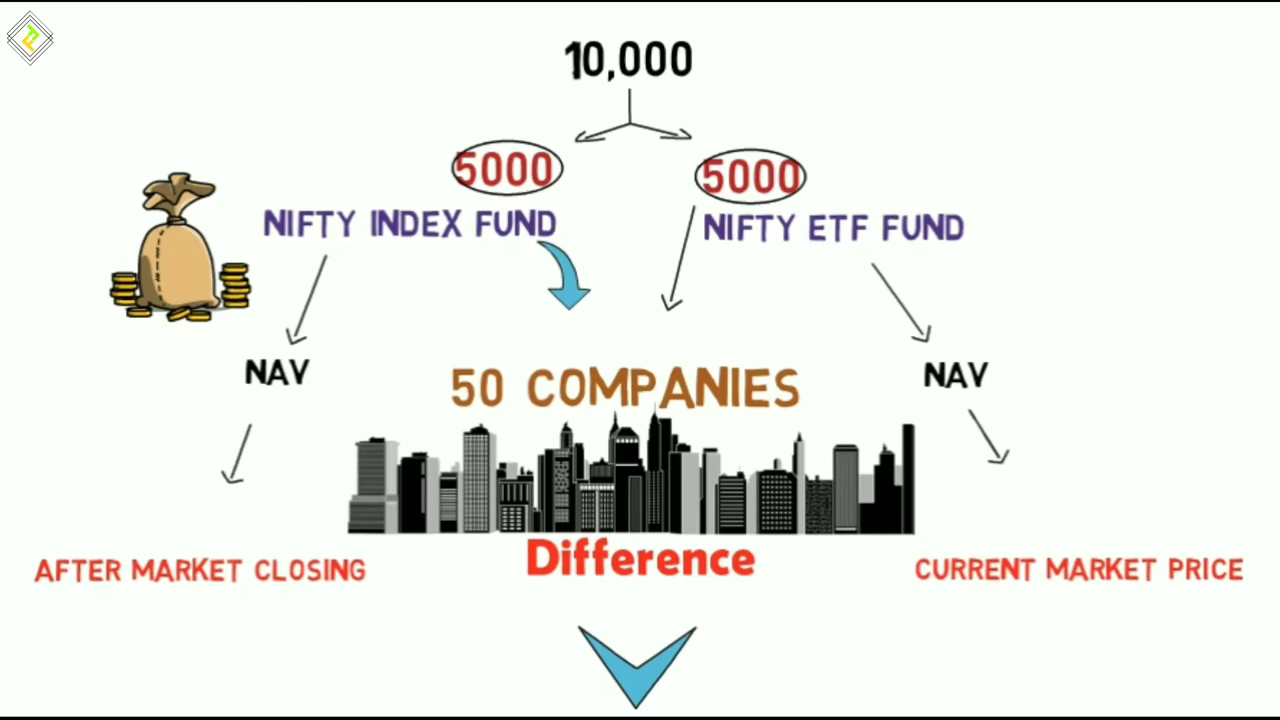 10,000
5000
5000
NIFTY INDEX FUND
NIFTY ETF FUND
NAV
50 COMPANIES
NAV
AFTER MARKET CLOSING
Difference
CURRENT MARKET PRICE